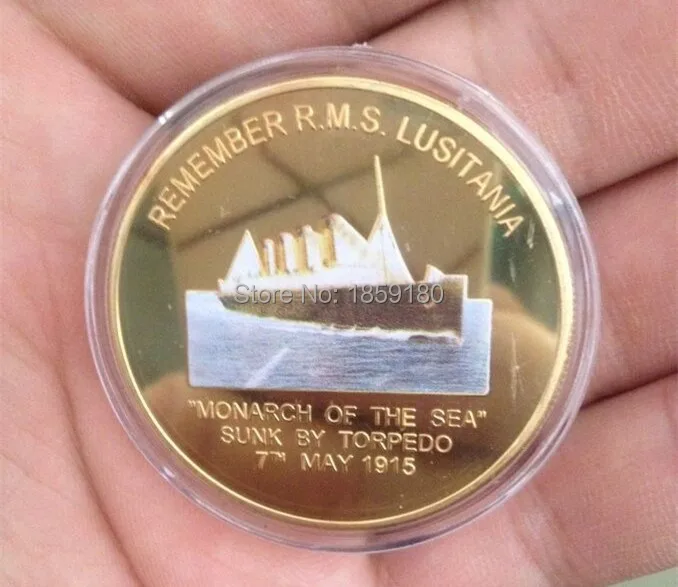 REMEMBER R.M.S. LUSITANIA
Store No: 1859180
"MONARCH OF THE SEA"
SUNK BY TORPEDO
7TH MAY 1915